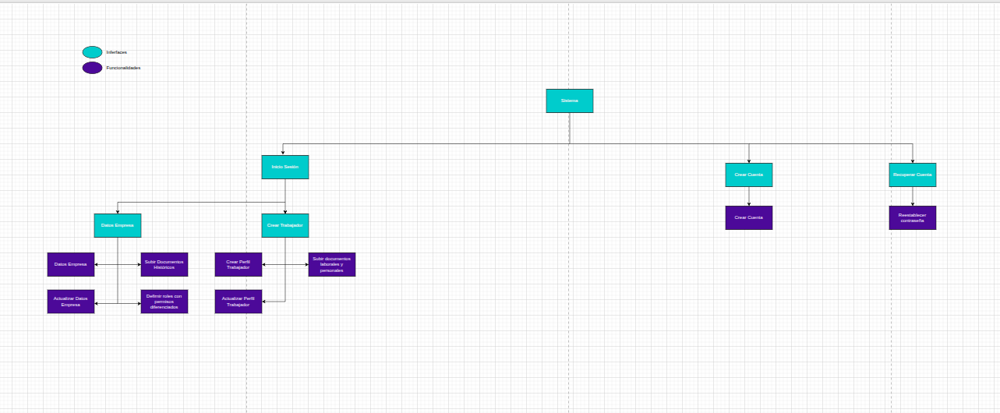 Inferfaces
Funcionalidades
Sistema
Inicio Sesión
Crear Cuenta
Recuperar Cuenta
Datos Empresa
Crear Trabajador
Crear Cuenta
Reestablecer
contraseña
Datos Empresa
Subir Documentos
Históricos
Crear Perfil
Trabajador
Subir documentos
laborales y
personales
Actualizar Datos
Empresa
Definir roles con
permisos
diferenciados
Actualizar Perfil
Trabajador